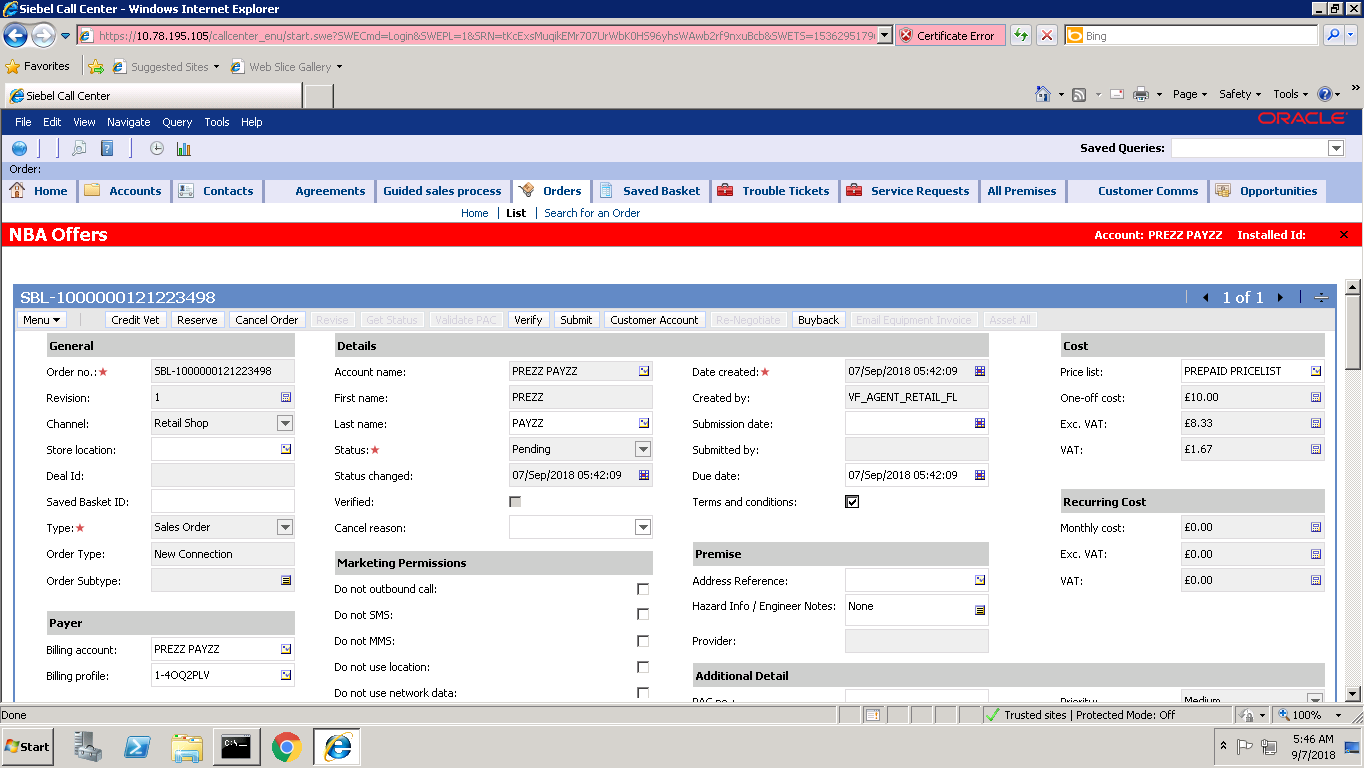 Siebel Call Center - Windows Internet Explorer
https://10.78.195.105/callcenter_enu/start.swe?SWECmd=Login&SWEPL=1&SRN= Certificate Error Bing
Favorites Suggested Sites Web Slice Gallery
Siebel Call Center Page Safety Tools
File Edit View Navigate Query Tools Help ORACLE
Saved Queries:
Order:
Home Accounts Contacts Agreements Guided sales process Orders Saved Basket Trouble Tickets Service Requests All Premises Customer Comms Opportunities
Home List Search for an Order
NBA Offers Account: PREZZ PAYZZ Installed Id:
SBL-1000000121223498 1 of 1
Menu Credit Vet Reserve Cancel Order Revise Get Status Validate PAC Verify Submit Customer Account Re-Negotiate Buyback Email Equipment Invoice Asset All
General Details Cost
Order no.: SBL-1000000121223498 Account name: PREZZ PAYZZ Date created: 07/Sep/2018 05:42:09 Price list: PREPAID PRICELIST
Revision: 1 First name: PREZZ Created by: VF_AGENT_RETAIL_FL One-off cost: £10.00
Channel: Retail Shop Last name: PAYZZ Submission date: Exc. VAT: £8.33
Store location: Status: Pending Submitted by: VAT: £1.67
Deal Id: Status changed: 07/Sep/2018 05:42:09 Due date: 07/Sep/2018 05:42:09
Saved Basket ID: Verified: Terms and conditions: Recurring Cost
Type: Sales Order Cancel reason: Monthly cost: £0.00
Order Type: New Connection Marketing Permissions Premise Exc. VAT: £0.00
Order Subtype: Do not outbound call: Address Reference: VAT: £0.00
Payer Do not SMS: Hazard Info / Engineer Notes: None
Billing account: PREZZ PAYZZ Do not MMS: Provider:
Billing profile: 1-4OQ2PLV Do not use location: Additional Detail
Do not use network data: PAC no.: Priority: Medium
Done Trusted sites | Protected Mode: Off 100%
Start 5:46 AM
9/7/2018